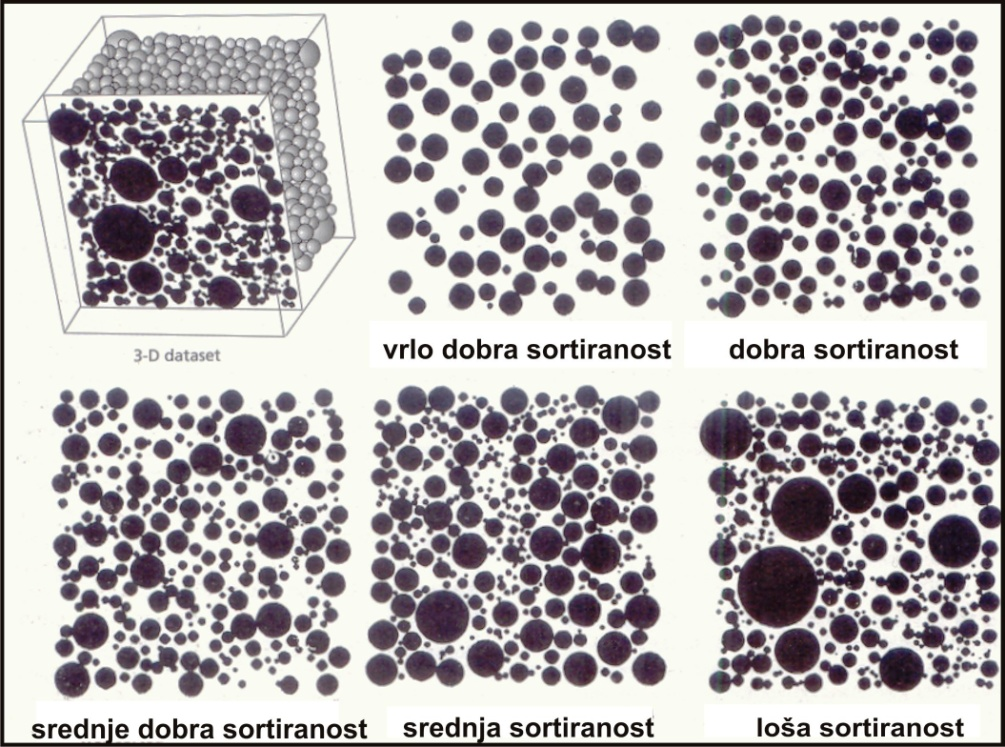 3-D dataset
vrlo dobra sortiranost
dobra sortiranost
srednje dobra sortiranost
srednja sortiranost
loša sortiranost